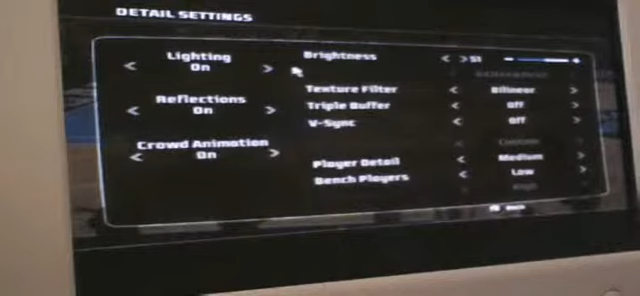 DETAIL SETTINGS
Lighting
< On >
Reflections
< On >
Crowd Animation
< On >
Brightness < > 51
Texture Filter < Bilinear >
Triple Buffer < Off >
V-Sync < Off >
Player Detail < Medium >
Bench Players < Low >